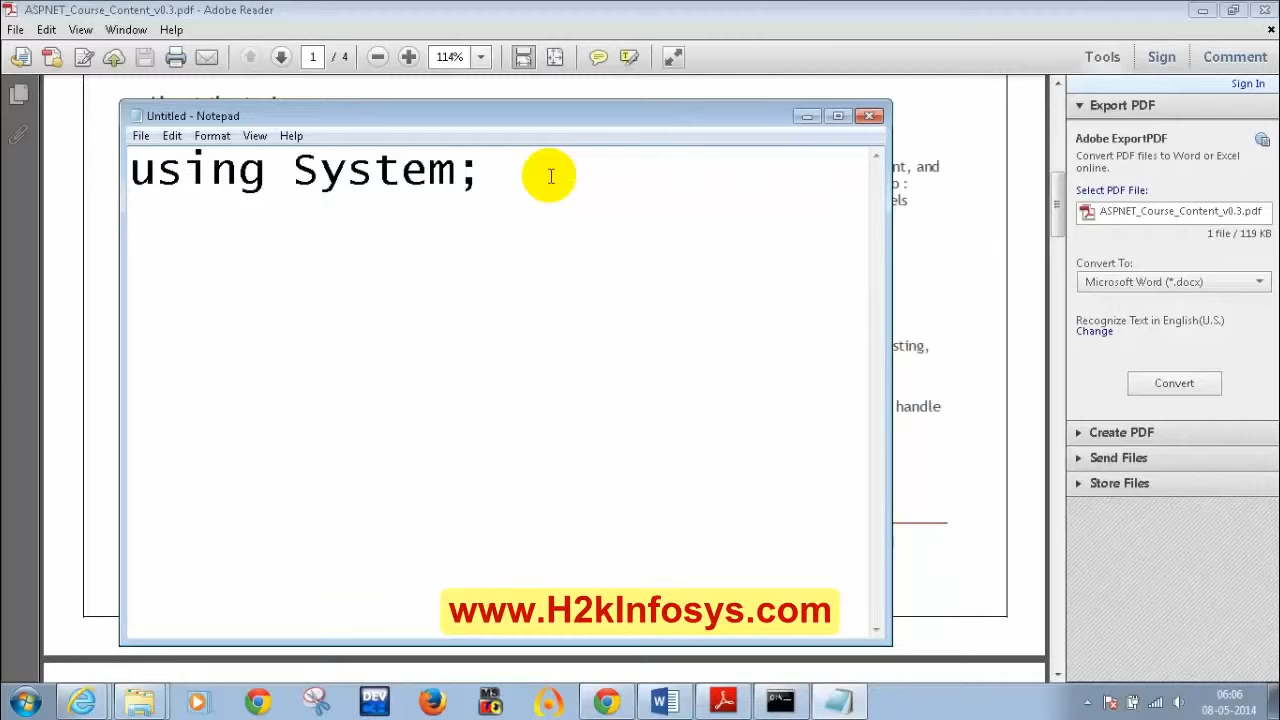 ASPNET_Course_Content_v0.3.pdf - Adobe Reader
File Edit View Window Help
1 / 4 114% Tools Sign Comment
Sign In
Export PDF
Adobe ExportPDF
Convert PDF files to Word or Excel
online.
Select PDF File:
ASPNET_Course_Content_v0.3.pdf
1 file / 119 KB
Convert To:
Microsoft Word (*.docx)
Recognize Text in English(U.S.)
Change
Convert
Create PDF
Send Files
Store Files
Untitled - Notepad
File Edit Format View Help
using System;
nt, and
o :
els
sting,
handle
www.H2kInfosys.com
DEV
MS
C:\
06:06
08-05-2014